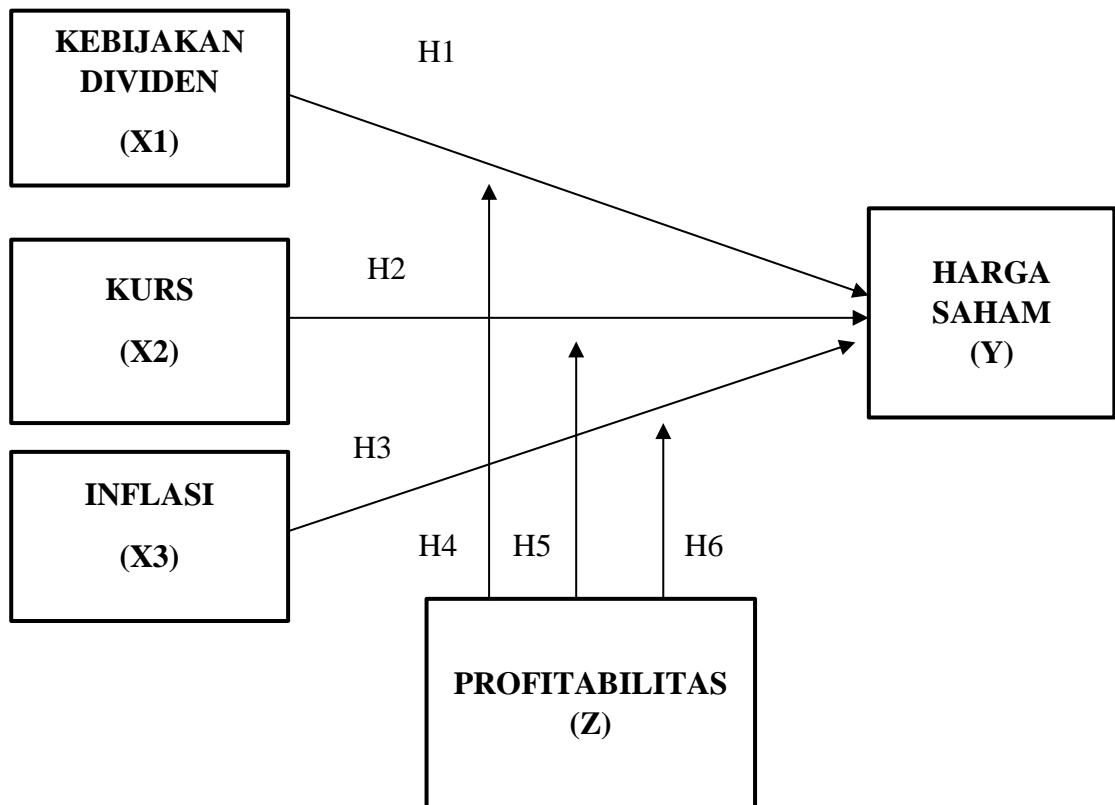 KEBIJAKAN
DIVIDEN
(X1)
H1
KURS
(X2)
H2
HARGA
SAHAM
(Y)
INFLASI
(X3)
H3
H4
H5
H6
PROFITABILITAS
(Z)